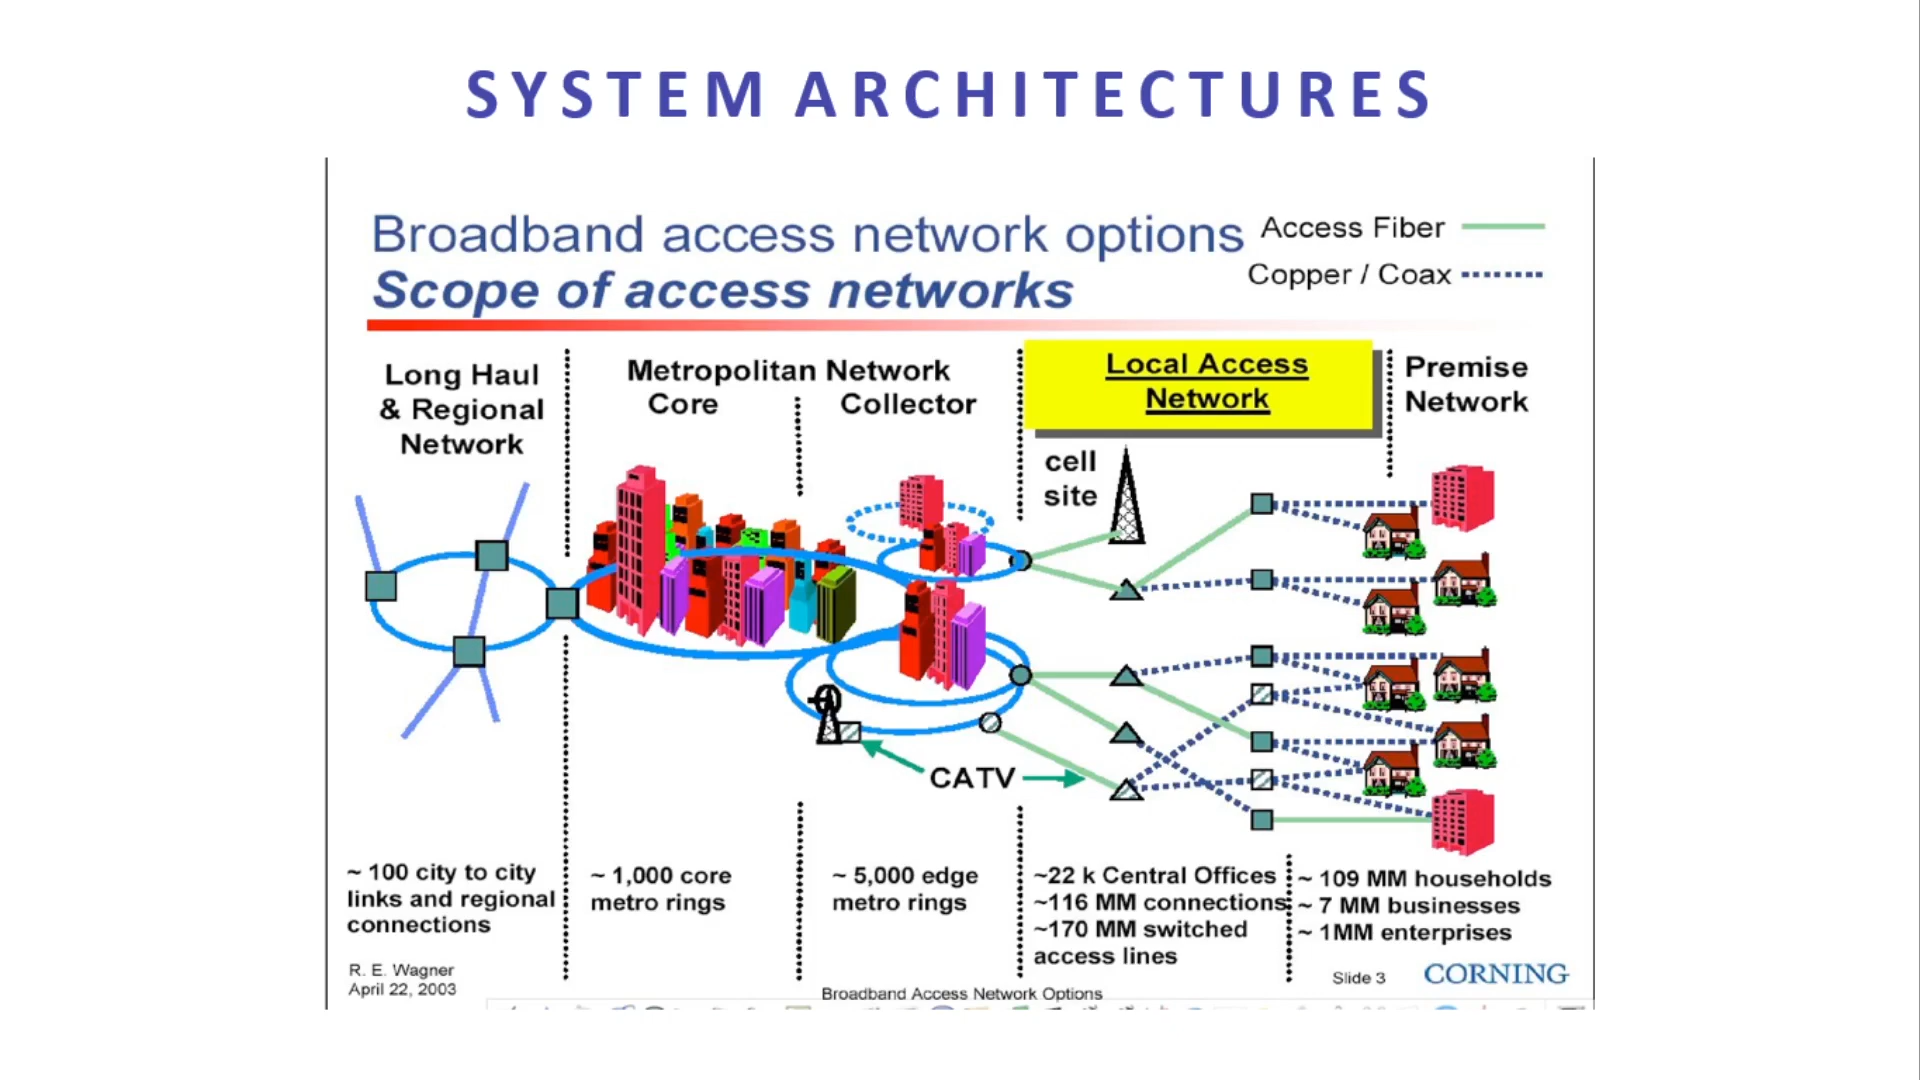 SYSTEM ARCHITECTURES
Broadband access network options
Scope of access networks
Access Fiber
Copper / Coax
Long Haul
& Regional
Network
Metropolitan Network
Core
Collector
Local Access
Network
Premise
Network
cell
site
CATV
~ 100 city to city
links and regional
connections
~ 1,000 core
metro rings
~ 5,000 edge
metro rings
~22 k Central Offices
~116 MM connections
~170 MM switched
access lines
~ 109 MM households
~ 7 MM businesses
~ 1MM enterprises
R. E. Wagner
April 22, 2003
Broadband Access Network Options
Slide 3
CORNING